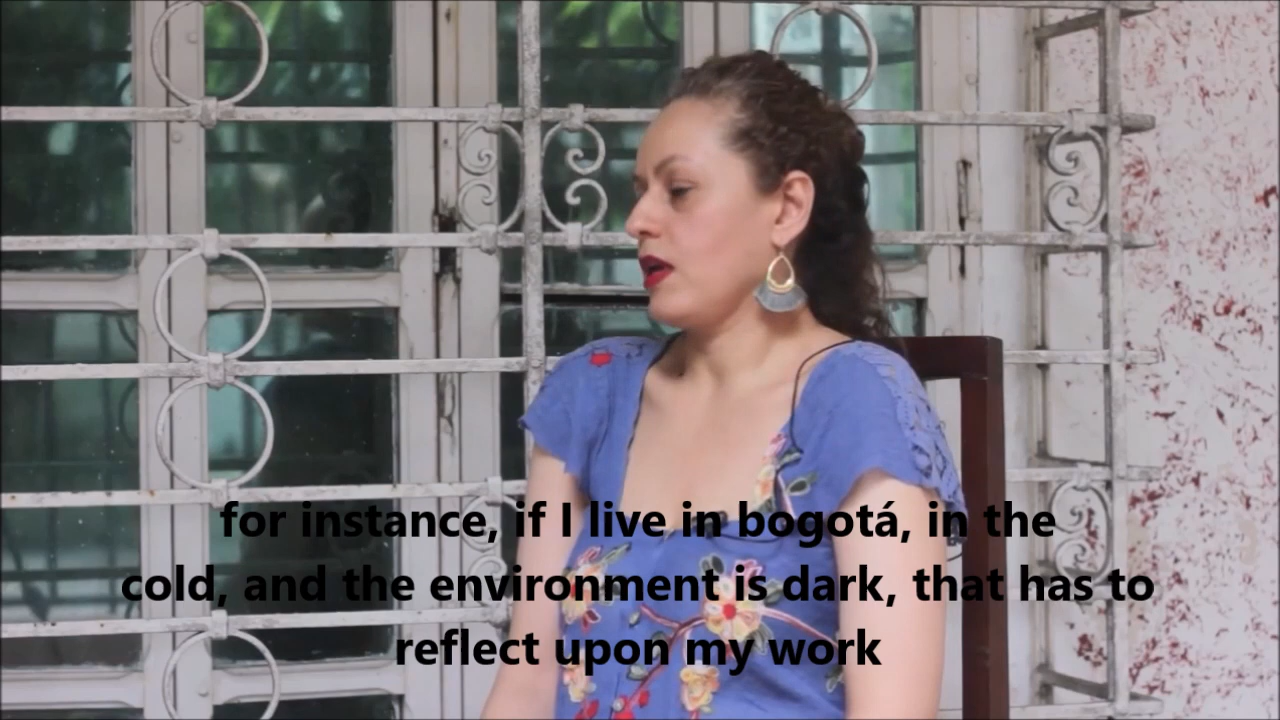 for instance, if I live in bogotá, in the
cold, and the environment is dark, that has to
reflect upon my work